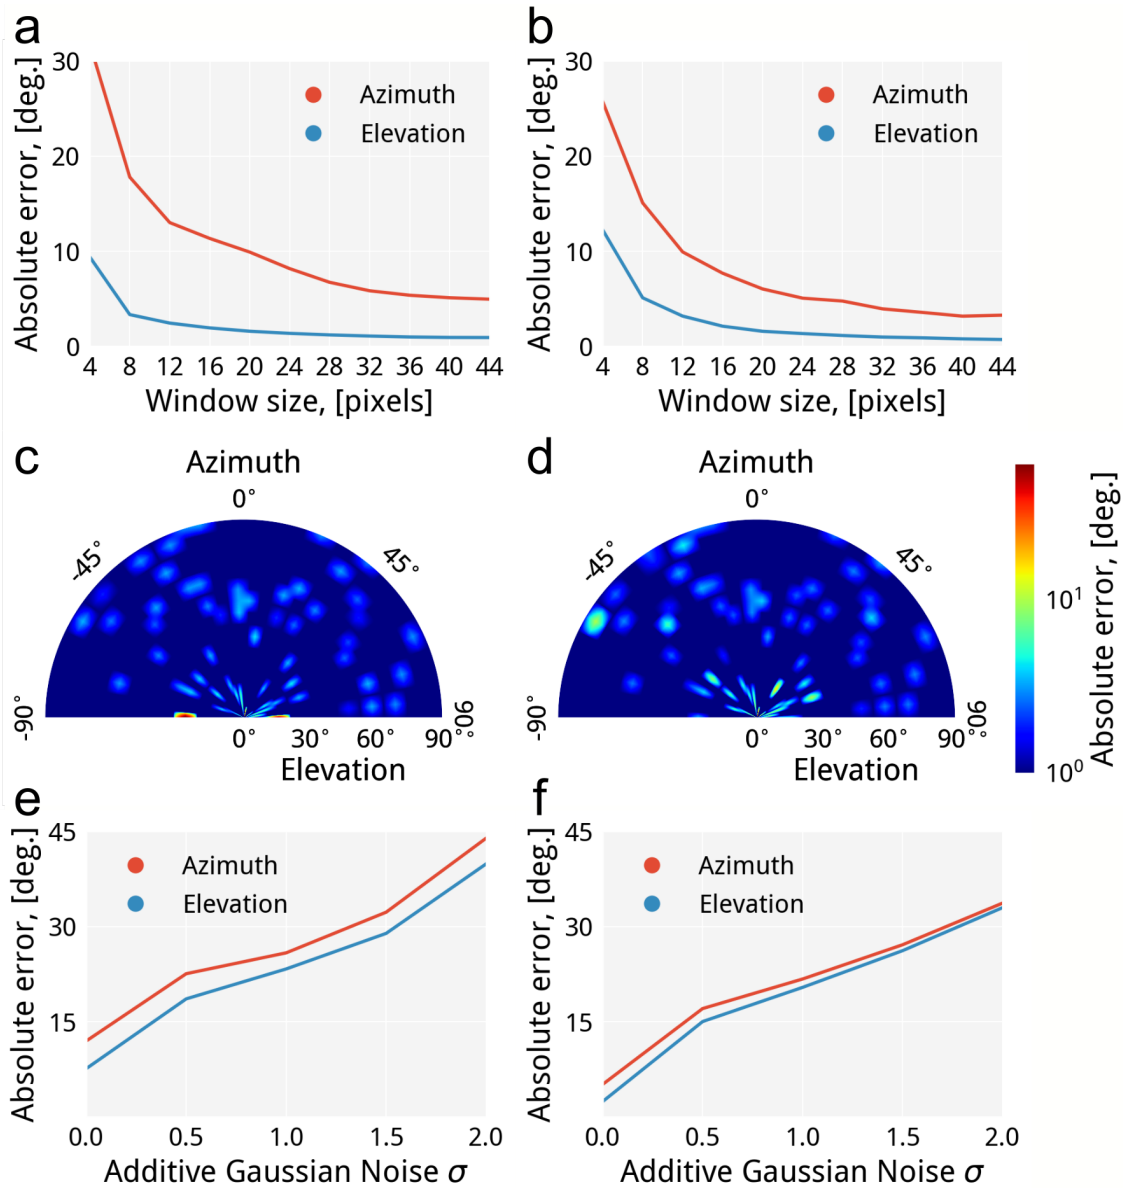 a
Absolute error, [deg.]
30
20
10
0
Azimuth
Elevation
4 8 12 16 20 24 28 32 36 40 44
Window size, [pixels]
b
Absolute error, [deg.]
30
20
10
0
Azimuth
Elevation
4 8 12 16 20 24 28 32 36 40 44
Window size, [pixels]
c
Azimuth
0°
-45°
45°
-90°
90°
0° 30° 60° 90°
Elevation
d
Azimuth
0°
-45°
45°
-90°
90°
0° 30° 60° 90°
Elevation
10¹
10⁰
Absolute error, [deg.]
e
Absolute error, [deg.]
45
30
15
Azimuth
Elevation
0.0 0.5 1.0 1.5 2.0
Additive Gaussian Noise σ
f
Absolute error, [deg.]
45
30
15
Azimuth
Elevation
0.0 0.5 1.0 1.5 2.0
Additive Gaussian Noise σ